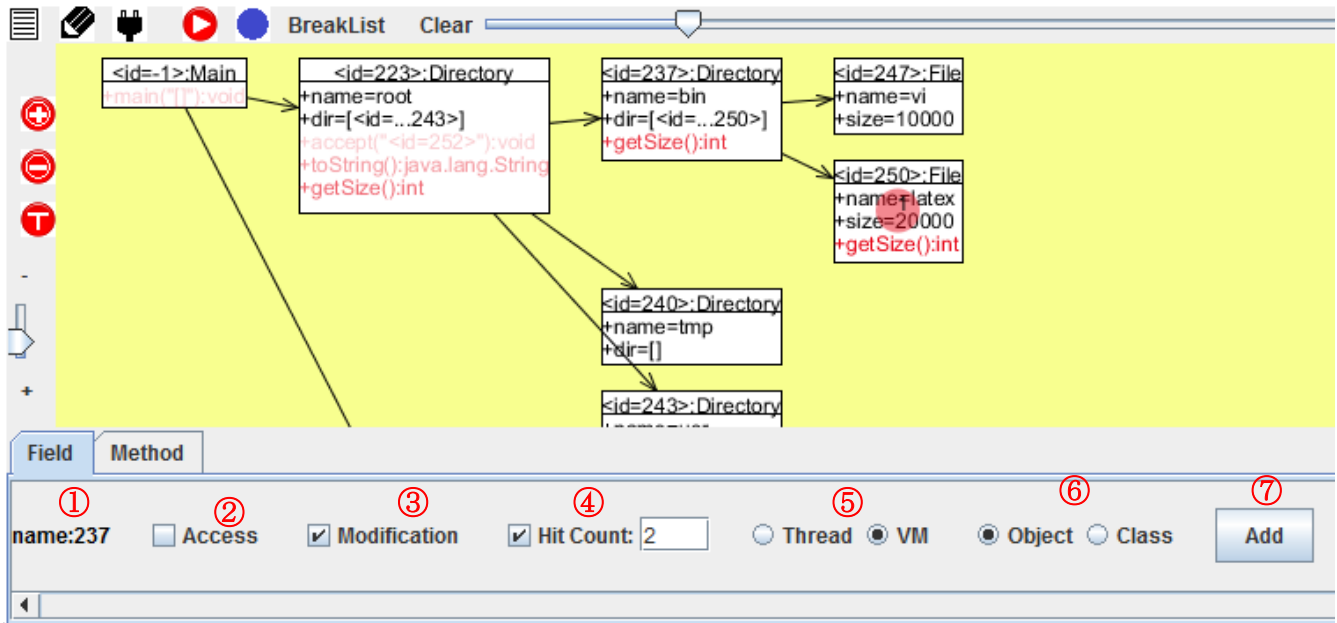 BreakList Clear
<id=-1>:Main
+main("[]"):void
<id=223>:Directory
+name=root
+dir=[<id=...243>]
+accept("<id=252>"):void
+toString():java.lang.String
+getSize():int
<id=237>:Directory
+name=bin
+dir=[<id=...250>]
+getSize():int
<id=247>:File
+name=vi
+size=10000
<id=250>:File
+name=latex
+size=20000
+getSize():int
T
<id=240>:Directory
+name=tmp
+dir=[]
<id=243>:Directory
-
+
Field Method
① ② ③ ④ ⑤ ⑥ ⑦
name:237 Access Modification Hit Count: 2 Thread VM Object Class Add